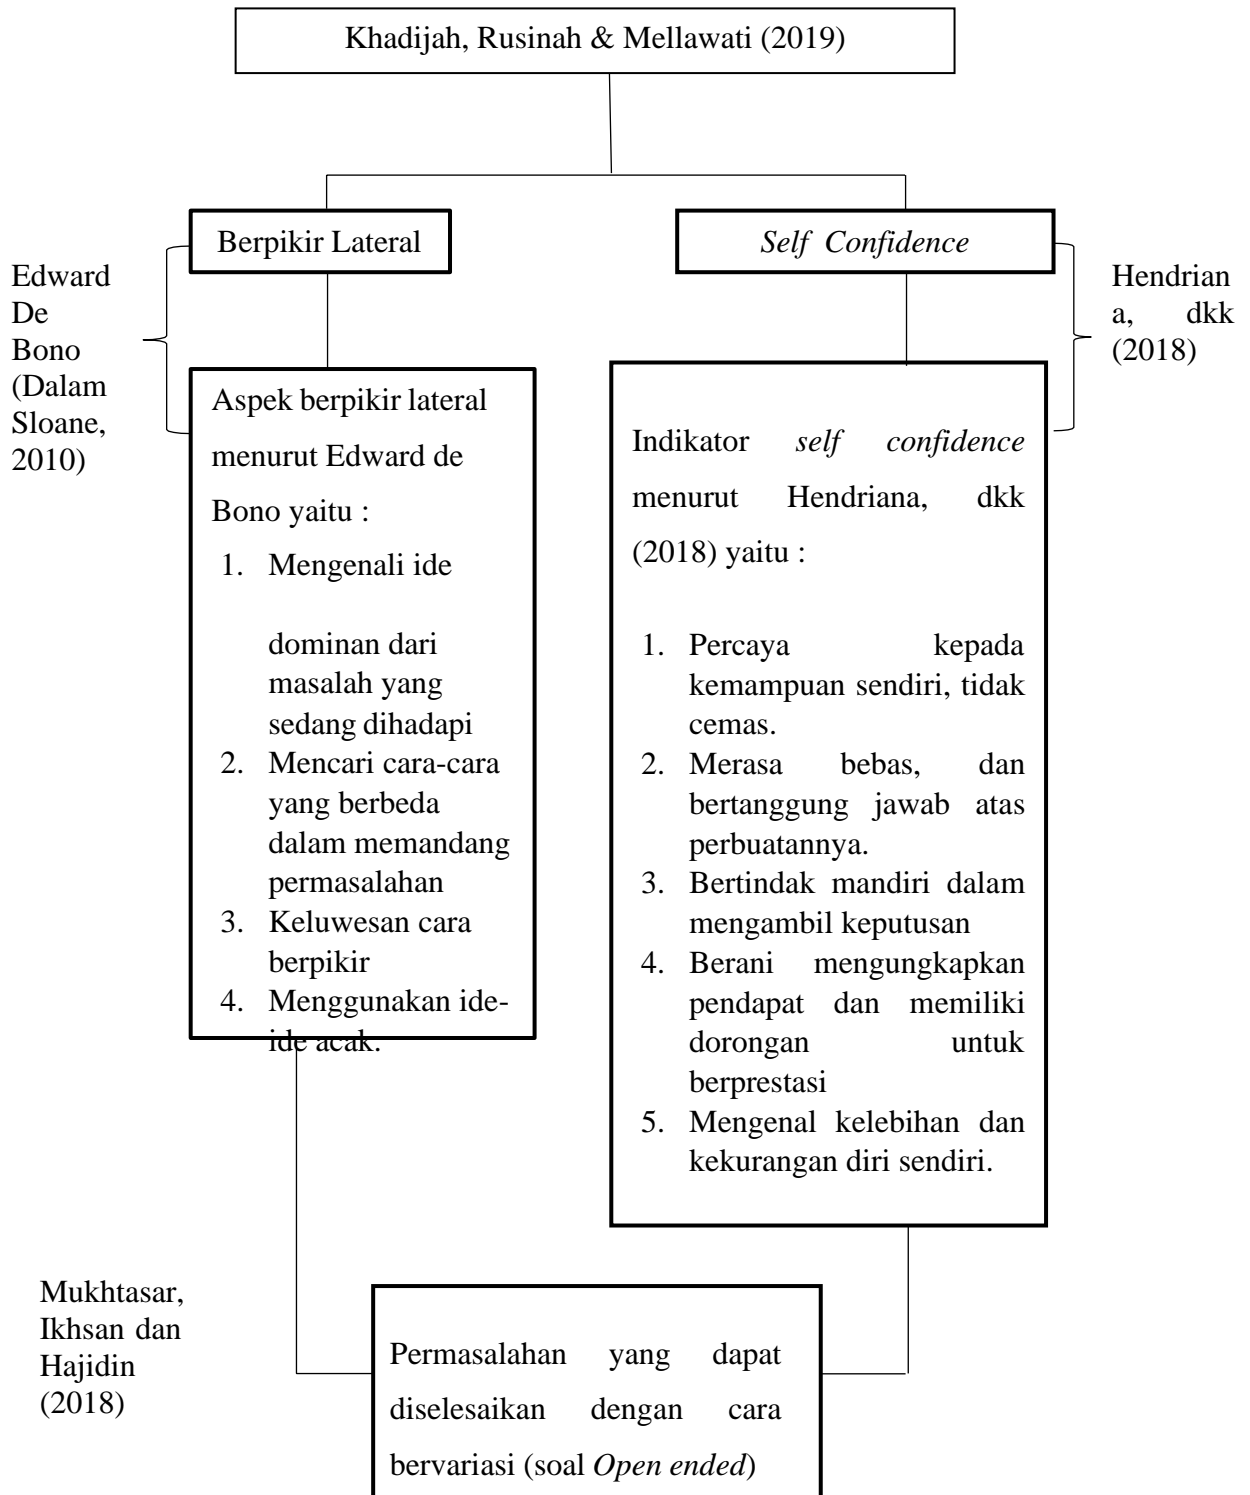 Khadijah, Rusinah & Mellawati (2019)
Berpikir Lateral
Self Confidence
Edward
De
Bono
(Dalam
Sloane,
2010)
Hendrian
a, dkk
(2018)
Aspek berpikir lateral
menurut Edward de
Bono yaitu :
1. Mengenali ide
dominan dari
masalah yang
sedang dihadapi
2. Mencari cara-cara
yang berbeda
dalam memandang
permasalahan
3. Keluwesan cara
berpikir
4. Menggunakan ide-
ide acak.
Indikator self confidence
menurut Hendriana, dkk
(2018) yaitu :
1. Percaya kepada
kemampuan sendiri, tidak
cemas.
2. Merasa bebas, dan
bertanggung jawab atas
perbuatannya.
3. Bertindak mandiri dalam
mengambil keputusan
4. Berani mengungkapkan
pendapat dan memiliki
dorongan untuk
berprestasi
5. Mengenal kelebihan dan
kekurangan diri sendiri.
Mukhtasar,
Ikhsan dan
Hajidin
(2018)
Permasalahan yang dapat
diselesaikan dengan cara
bervariasi (soal Open ended)